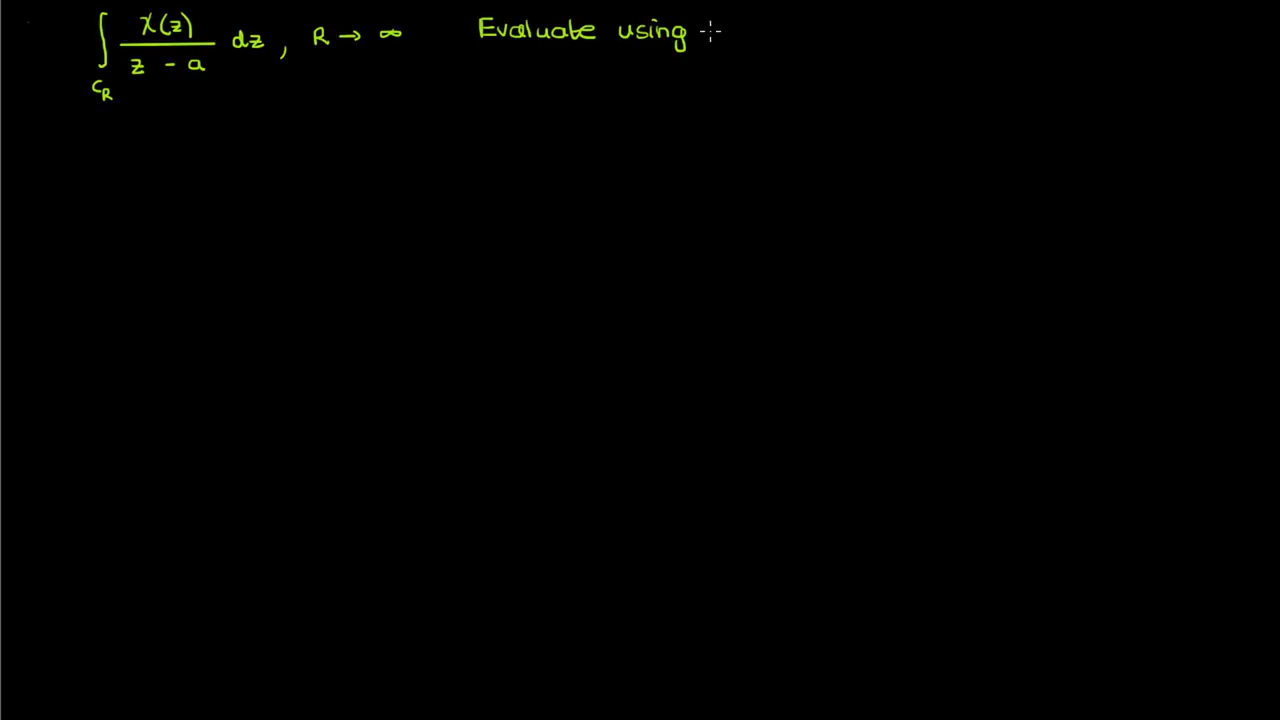 ∫_{C_R} χ(z)/(z - a) dz , R → ∞ Evaluate using